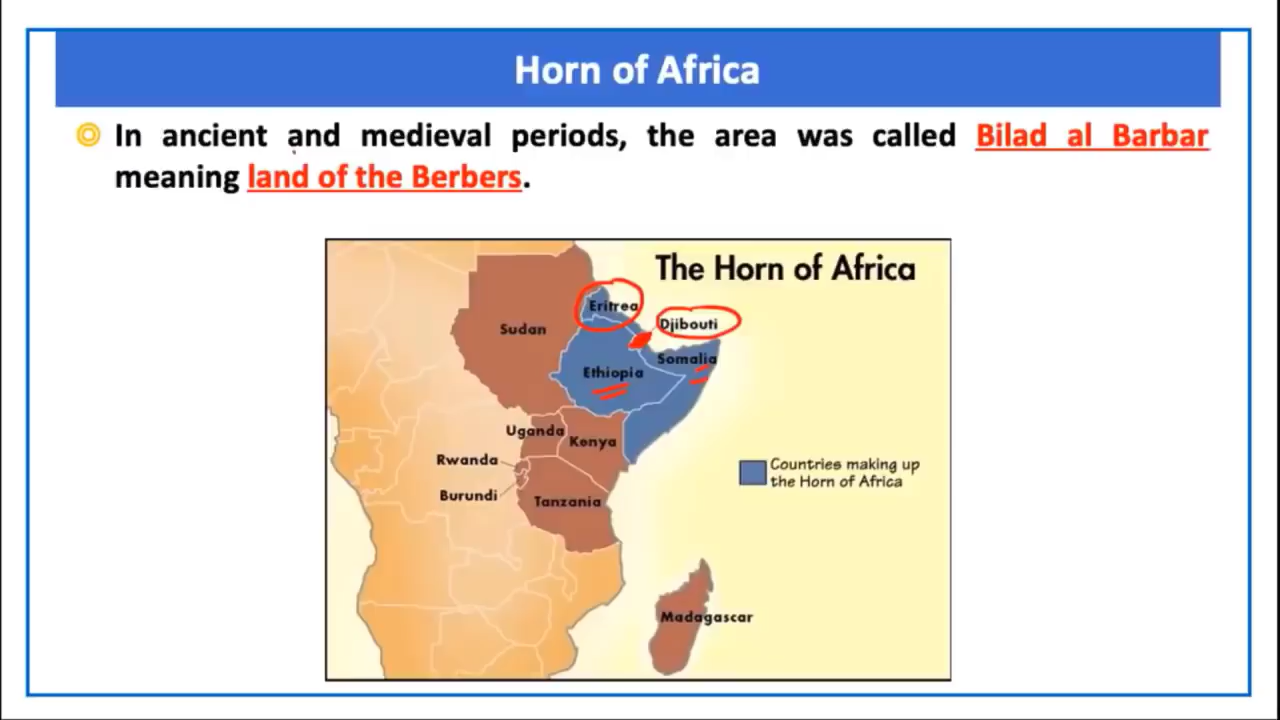 Horn of Africa
In ancient and medieval periods, the area was called Bilad al Barbar
meaning land of the Berbers.
The Horn of Africa
Eritrea
Djibouti
Sudan
Somalia
Ethiopia
Uganda
Kenya
Rwanda
Countries making up
the Horn of Africa
Burundi
Tanzania
Madagascar